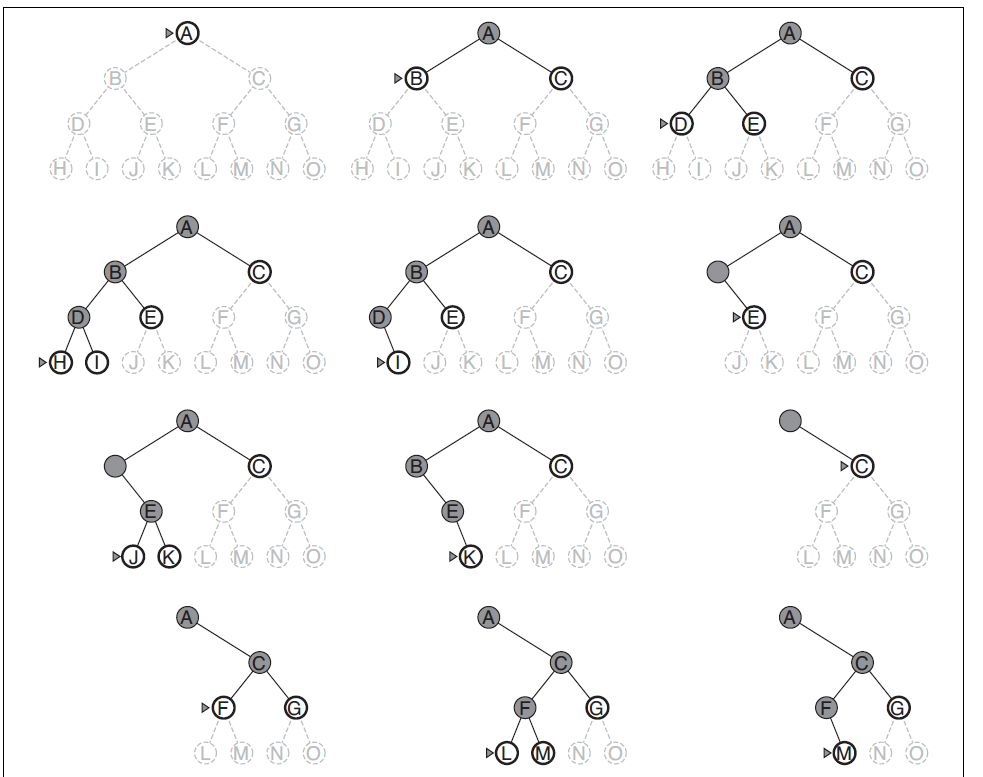 A A A
B C B C B C
D E F G D E F G D E F G
H I J K L M N O H I J K L M N O H I J K L M N O
A A A
B C B C C
D E F G D E F G E F G
H I J K L M N O I J K L M N O J K L M N O
A A
C B C C
E F G E F G F G
J K L M N O K L M N O L M N O
A A A
C C C
F G F G F G
L M N O L M N O M N O